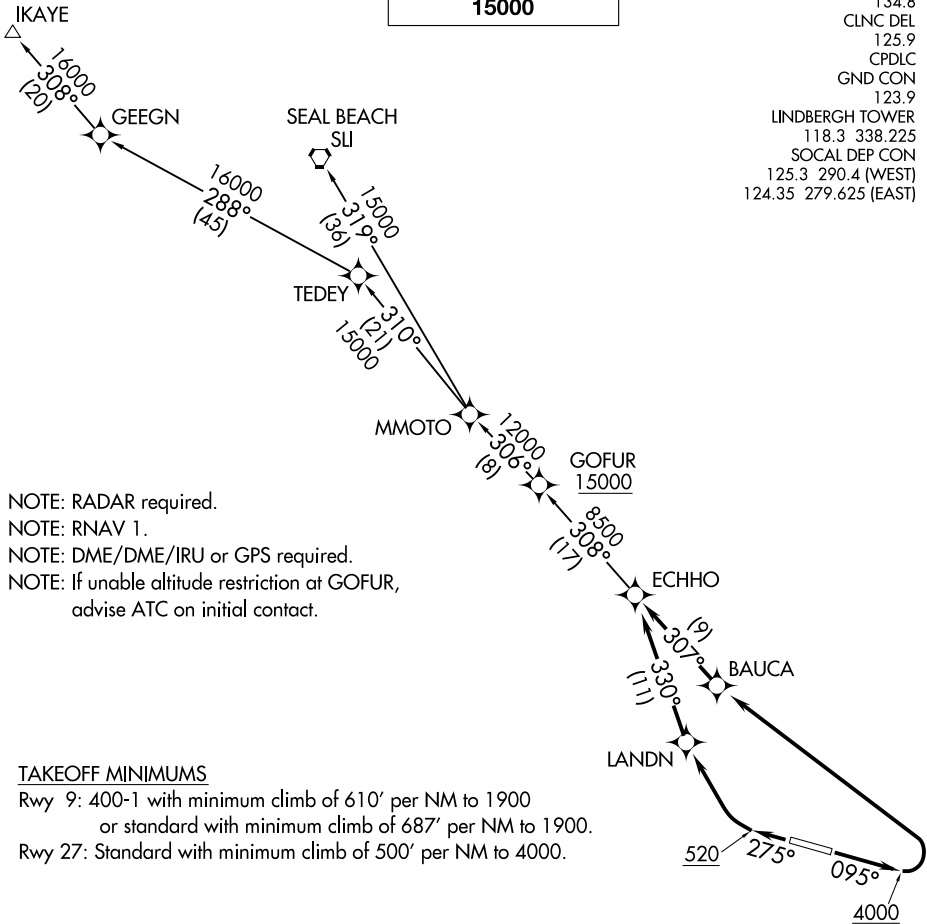 15000
134.8
CLNC DEL
125.9
CPDLC
GND CON
123.9
LINDBERGH TOWER
118.3 338.225
SOCAL DEP CON
125.3 290.4 (WEST)
124.35 279.625 (EAST)
IKAYE
16000
308°
(20)
GEEGN
SEAL BEACH
SLI
16000
288°
(45)
15000
319°
(36)
TEDEY
310°
(21)
15000
MMOTO
12000
306°
(8)
GOFUR
15000
8500
308°
(17)
ECHHO
(9)
307°
BAUCA
330°
(11)
LANDN
520
275°
095°
4000
NOTE: RADAR required.
NOTE: RNAV 1.
NOTE: DME/DME/IRU or GPS required.
NOTE: If unable altitude restriction at GOFUR,
advise ATC on initial contact.
TAKEOFF MINIMUMS
Rwy 9: 400-1 with minimum climb of 610' per NM to 1900
or standard with minimum climb of 687' per NM to 1900.
Rwy 27: Standard with minimum climb of 500' per NM to 4000.